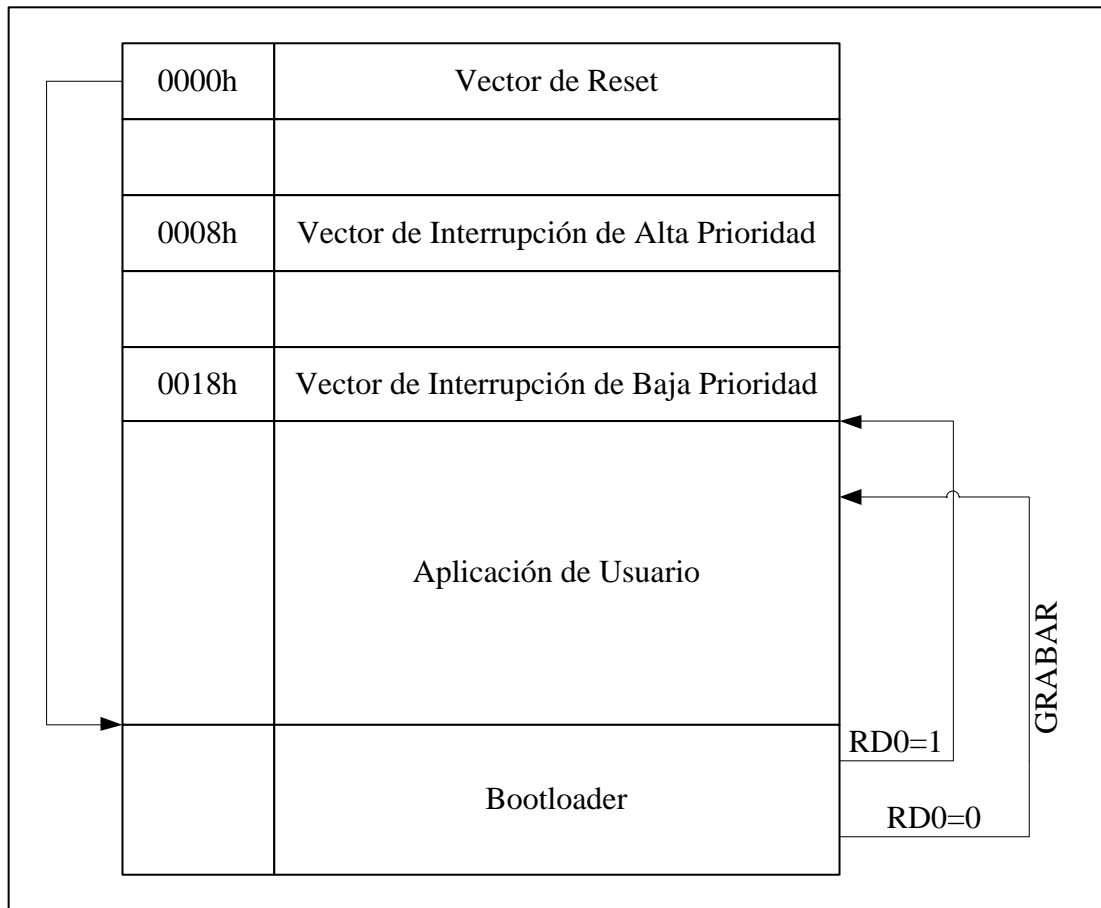 0000h Vector de Reset
0008h Vector de Interrupción de Alta Prioridad
0018h Vector de Interrupción de Baja Prioridad
Aplicación de Usuario
GRABAR
RD0=1
Bootloader
RD0=0